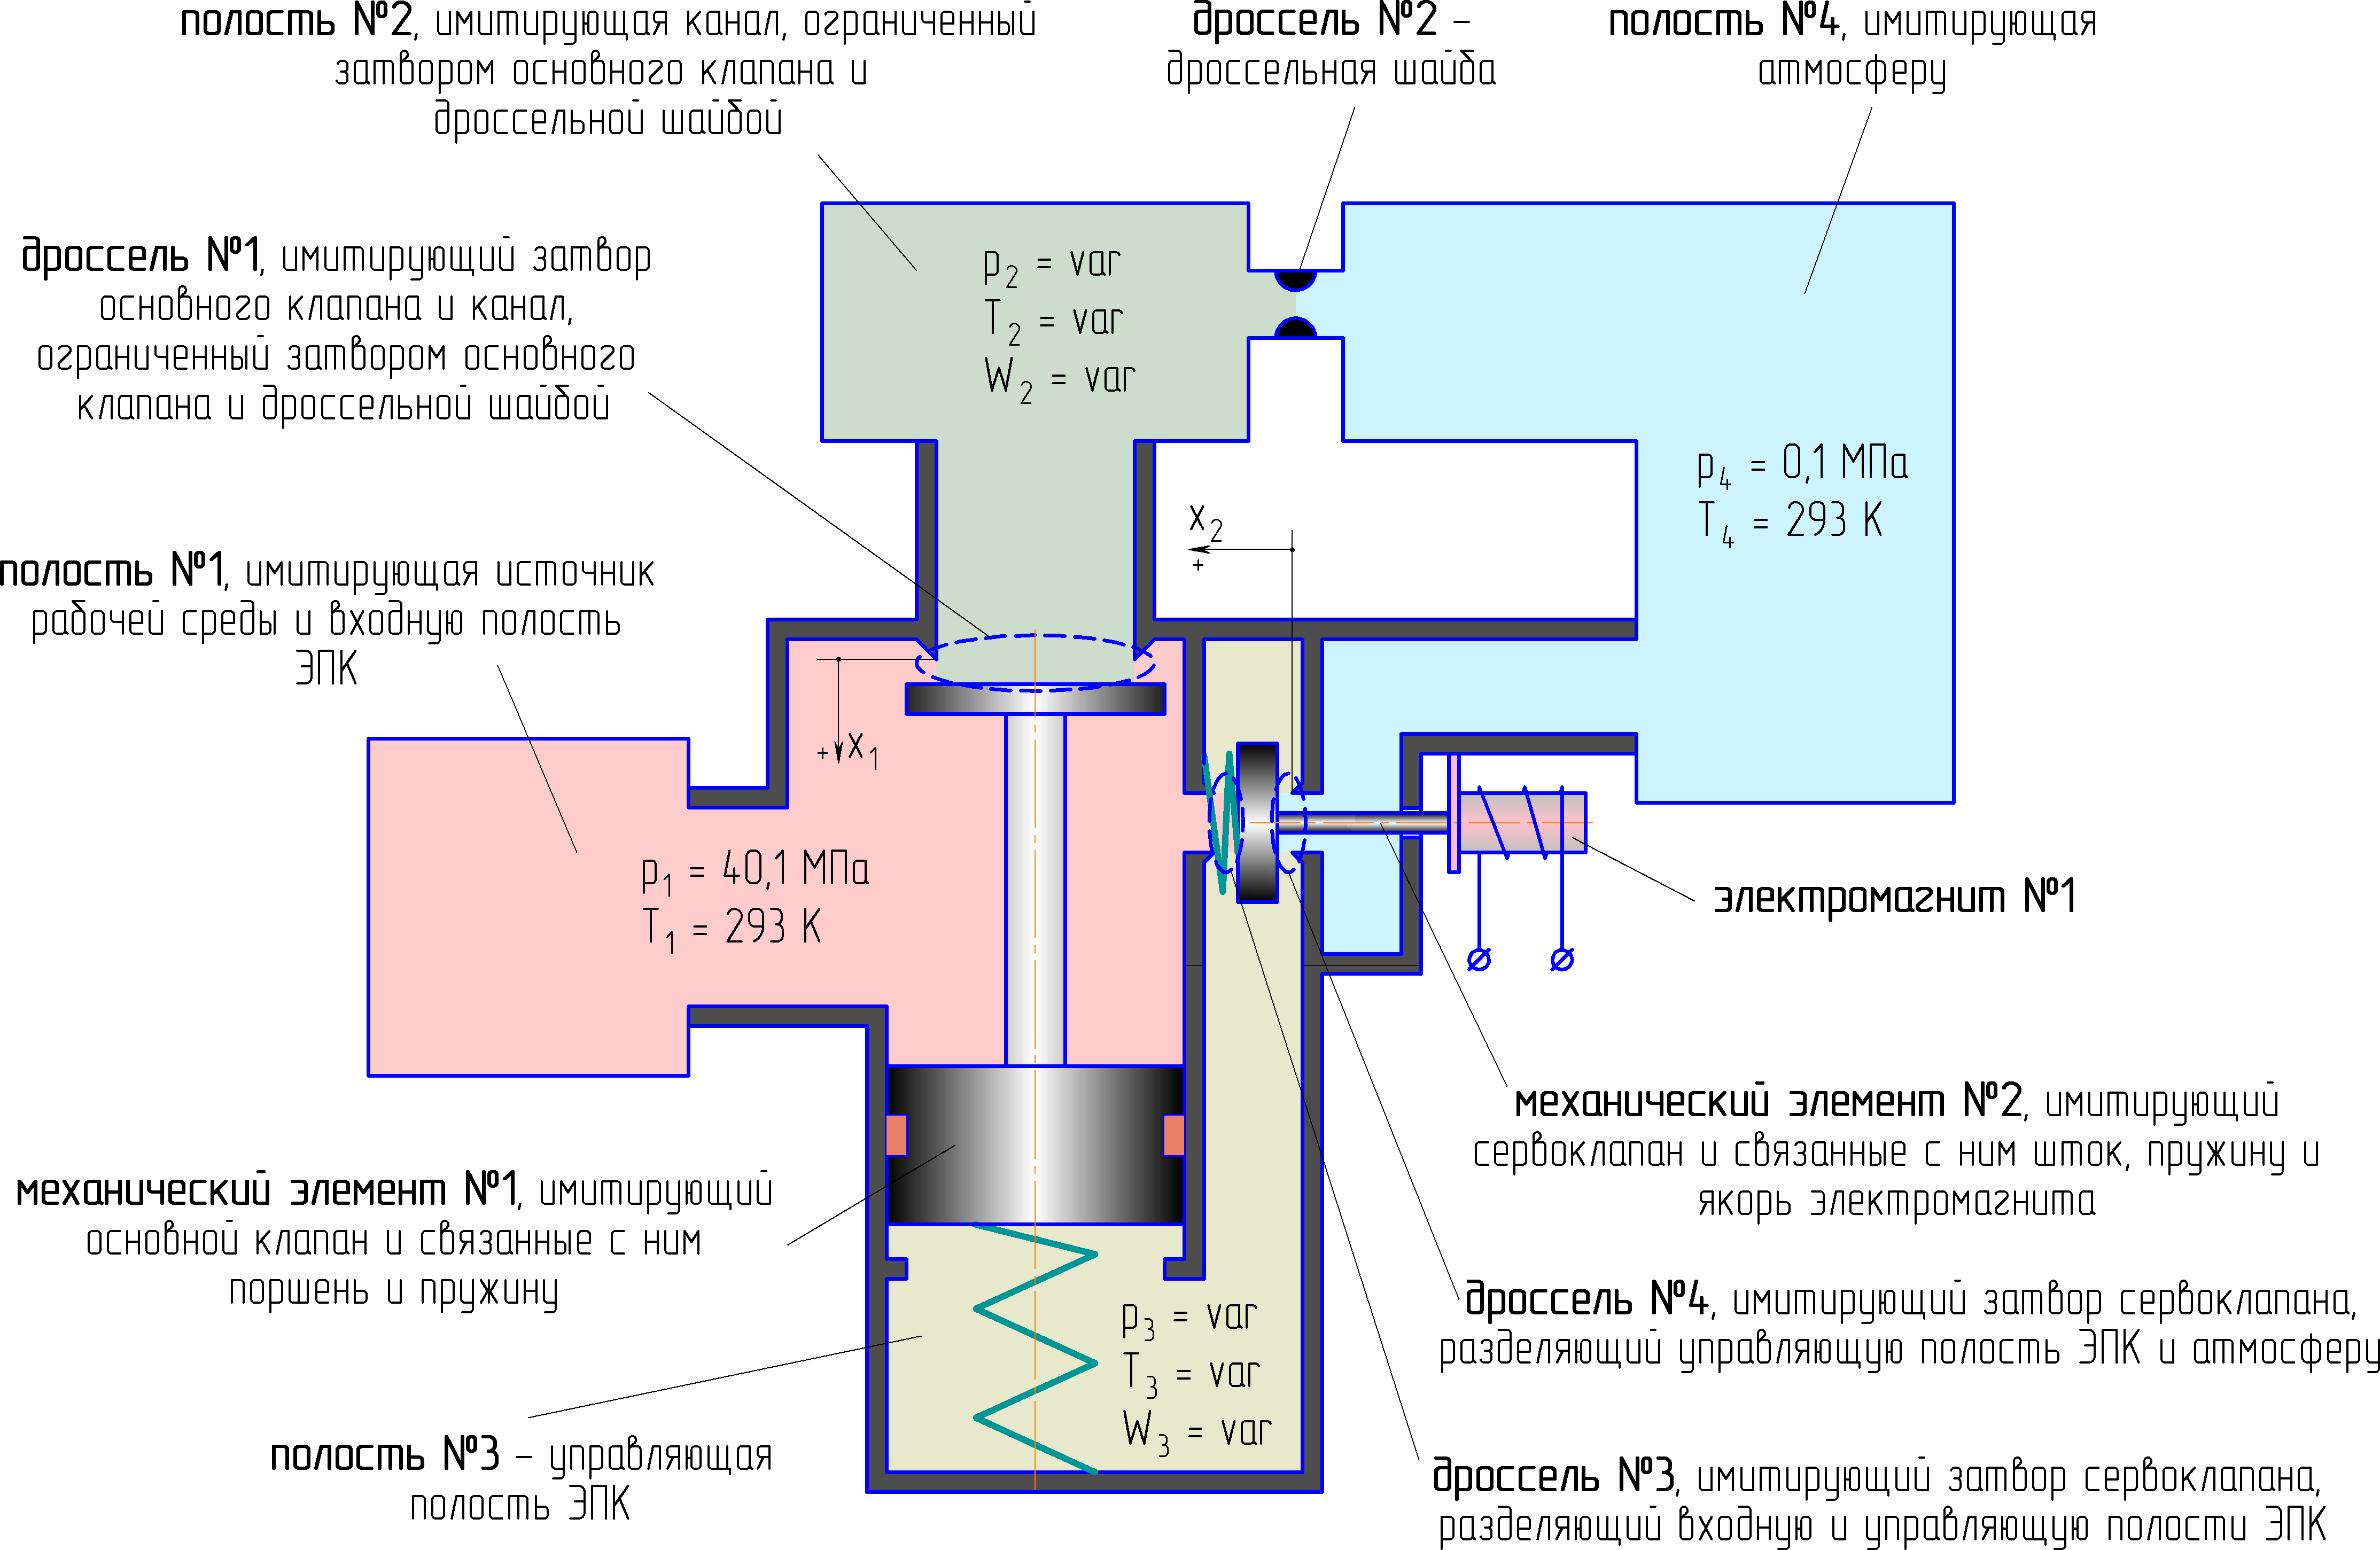 полость №2, имитирующая канал, ограниченный
затвором основного клапана и
дроссельной шайбой
дроссель №2 –
дроссельная шайба
полость №4, имитирующая
атмосферу
дроссель №1, имитирующий затвор
основного клапана и канал,
ограниченный затвором основного
клапана и дроссельной шайбой
p2 = var
T2 = var
W2 = var
p4 = 0,1 МПа
T4 = 293 К
x2
+
полость №1, имитирующая источник
рабочей среды и входную полость
ЭПК
+ x1
p1 = 40,1 МПа
T1 = 293 К
электромагнит №1
механический элемент №2, имитирующий
сервоклапан и связанные с ним шток, пружину и
якорь электромагнита
механический элемент №1, имитирующий
основной клапан и связанные с ним
поршень и пружину
дроссель №4, имитирующий затвор сервоклапана,
разделяющий управляющую полость ЭПК и атмосферу
p3 = var
T3 = var
W3 = var
полость №3 – управляющая
полость ЭПК
дроссель №3, имитирующий затвор сервоклапана,
разделяющий входную и управляющую полости ЭПК